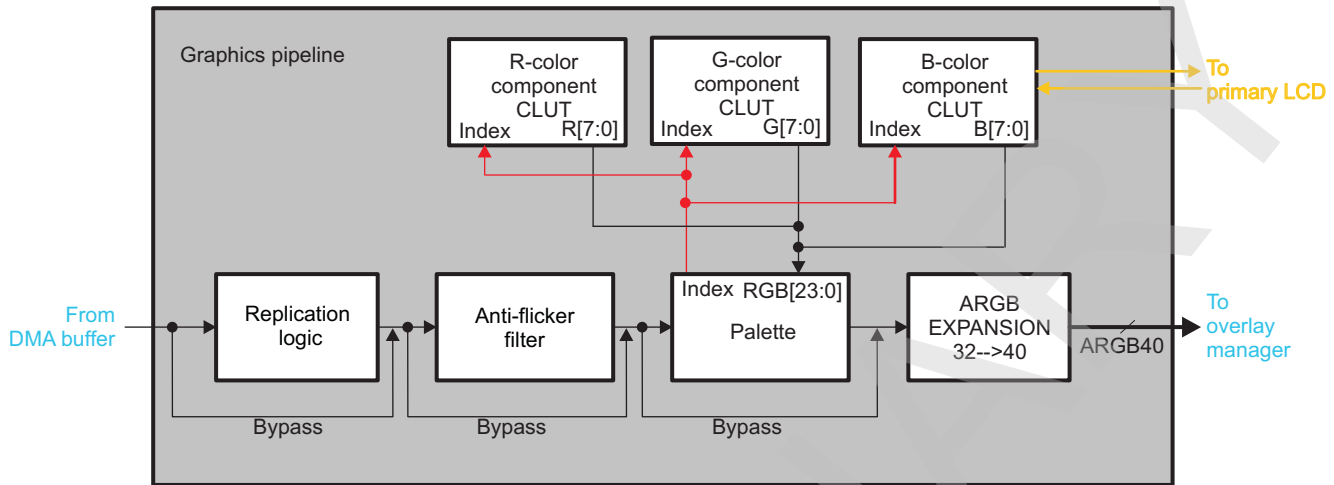 Graphics pipeline
R-color
component
CLUT
Index
R[7:0]
G-color
component
CLUT
Index
G[7:0]
B-color
component
CLUT
Index
B[7:0]
To
primary LCD
From
DMA buffer
Replication
logic
Anti-flicker
filter
Index RGB[23:0]
Palette
ARGB
EXPANSION
32-->40
ARGB40
To
overlay
manager
Bypass
Bypass
Bypass